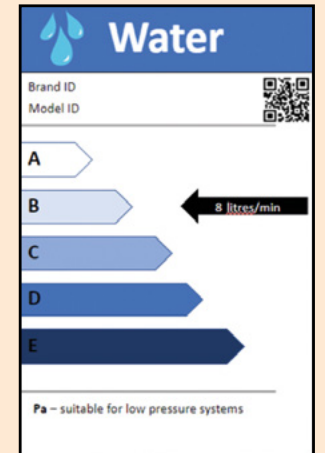 Water
Brand ID
Model ID
A
B
8 litres/min
C
D
E
Pa – suitable for low pressure systems